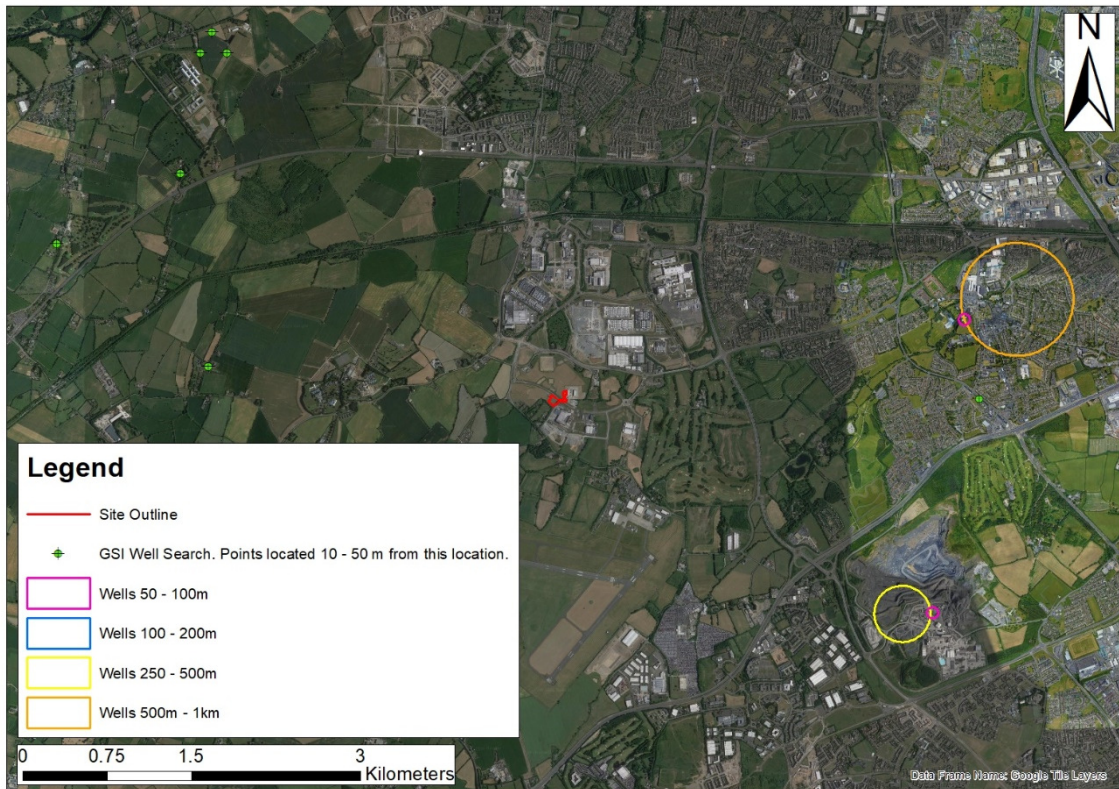 N
Legend
Site Outline
GSI Well Search. Points located 10 - 50 m from this location.
Wells 50 - 100m
Wells 100 - 200m
Wells 250 - 500m
Wells 500m - 1km
0 0.75 1.5 3
Kilometers
Data Frame Name: Google Tile Layers